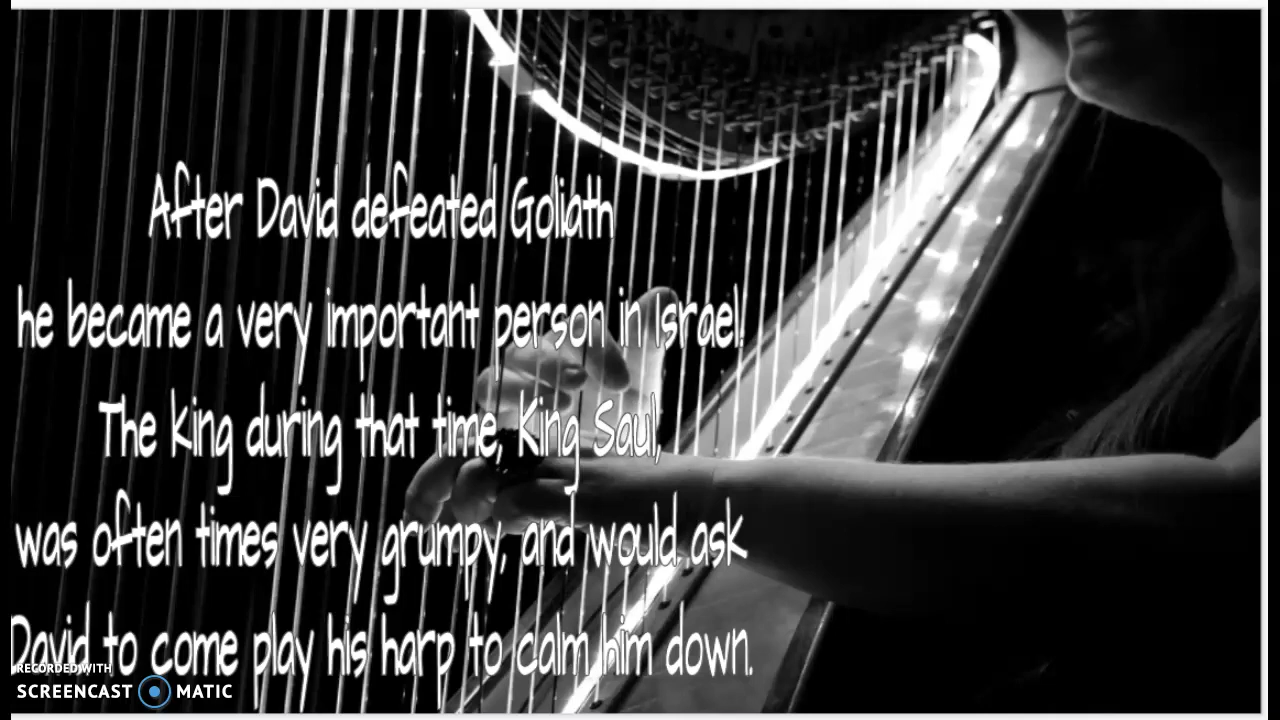 After David defeated Goliath
he became a very important person in Israel!
The King during that time, King Saul,
was often times very grumpy, and would ask
David to come play his harp to calm him down.
RECORDED WITH
SCREENCAST MATIC